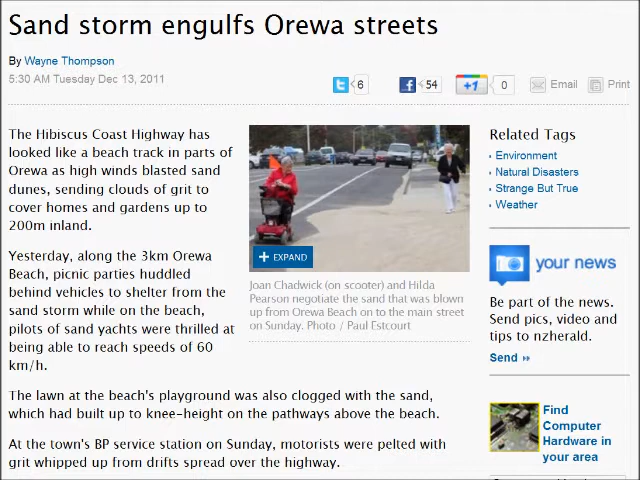 Sand storm engulfs Orewa streets
By Wayne Thompson
5:30 AM Tuesday Dec 13, 2011
6
54
+1
0
Email
Print
The Hibiscus Coast Highway has
looked like a beach track in parts of
Orewa as high winds blasted sand
dunes, sending clouds of grit to
cover homes and gardens up to
200m inland.
Yesterday, along the 3km Orewa
Beach, picnic parties huddled
behind vehicles to shelter from the
sand storm while on the beach,
pilots of sand yachts were thrilled at
being able to reach speeds of 60
km/h.
+ EXPAND
Joan Chadwick (on scooter) and Hilda
Pearson negotiate the sand that was blown
up from Orewa Beach on to the main street
on Sunday. Photo / Paul Estcourt
The lawn at the beach's playground was also clogged with the sand,
which had built up to knee-height on the pathways above the beach.
At the town's BP service station on Sunday, motorists were pelted with
grit whipped up from drifts spread over the highway.
Related Tags
Environment
Natural Disasters
Strange But True
Weather
your news
Be part of the news.
Send pics, video and
tips to nzherald.
Send
Find
Computer
Hardware in
your area